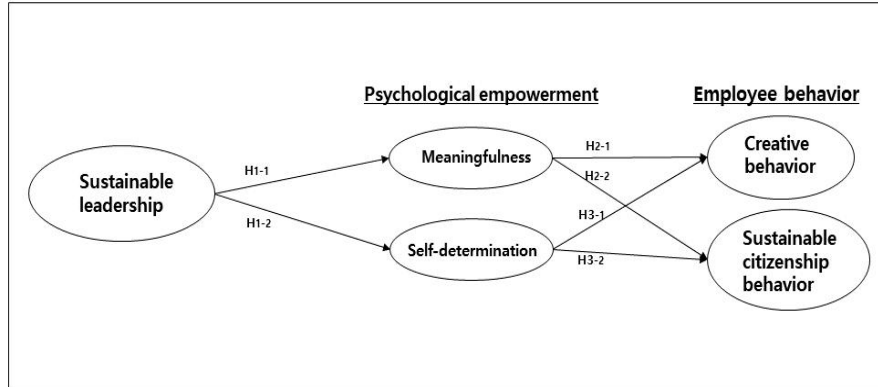 Psychological empowerment
Employee behavior
Sustainable
leadership
H1-1
H1-2
Meaningfulness
Self-determination
H2-1
H2-2
H3-1
H3-2
Creative
behavior
Sustainable
citizenship
behavior